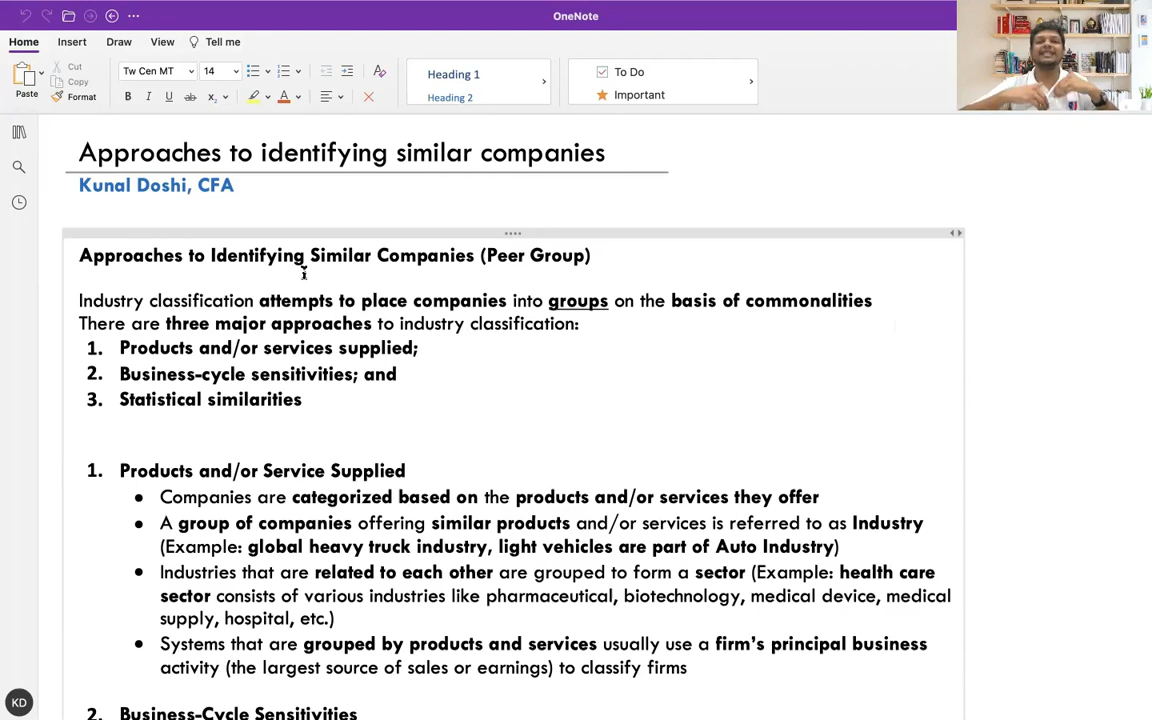 OneNote
Home Insert Draw View Tell me
Cut
Copy
Paste
Format
Tw Cen MT 14
B I U ab x₂ A
Heading 1
Heading 2
To Do
Important
Approaches to identifying similar companies
Kunal Doshi, CFA
Approaches to Identifying Similar Companies (Peer Group)
Industry classification attempts to place companies into groups on the basis of commonalities
There are three major approaches to industry classification:
1. Products and/or services supplied;
2. Business-cycle sensitivities; and
3. Statistical similarities
1. Products and/or Service Supplied
• Companies are categorized based on the products and/or services they offer
• A group of companies offering similar products and/or services is referred to as Industry
(Example: global heavy truck industry, light vehicles are part of Auto Industry)
• Industries that are related to each other are grouped to form a sector (Example: health care
sector consists of various industries like pharmaceutical, biotechnology, medical device, medical
supply, hospital, etc.)
• Systems that are grouped by products and services usually use a firm's principal business
activity (the largest source of sales or earnings) to classify firms
2. Business-Cycle Sensitivities
KD